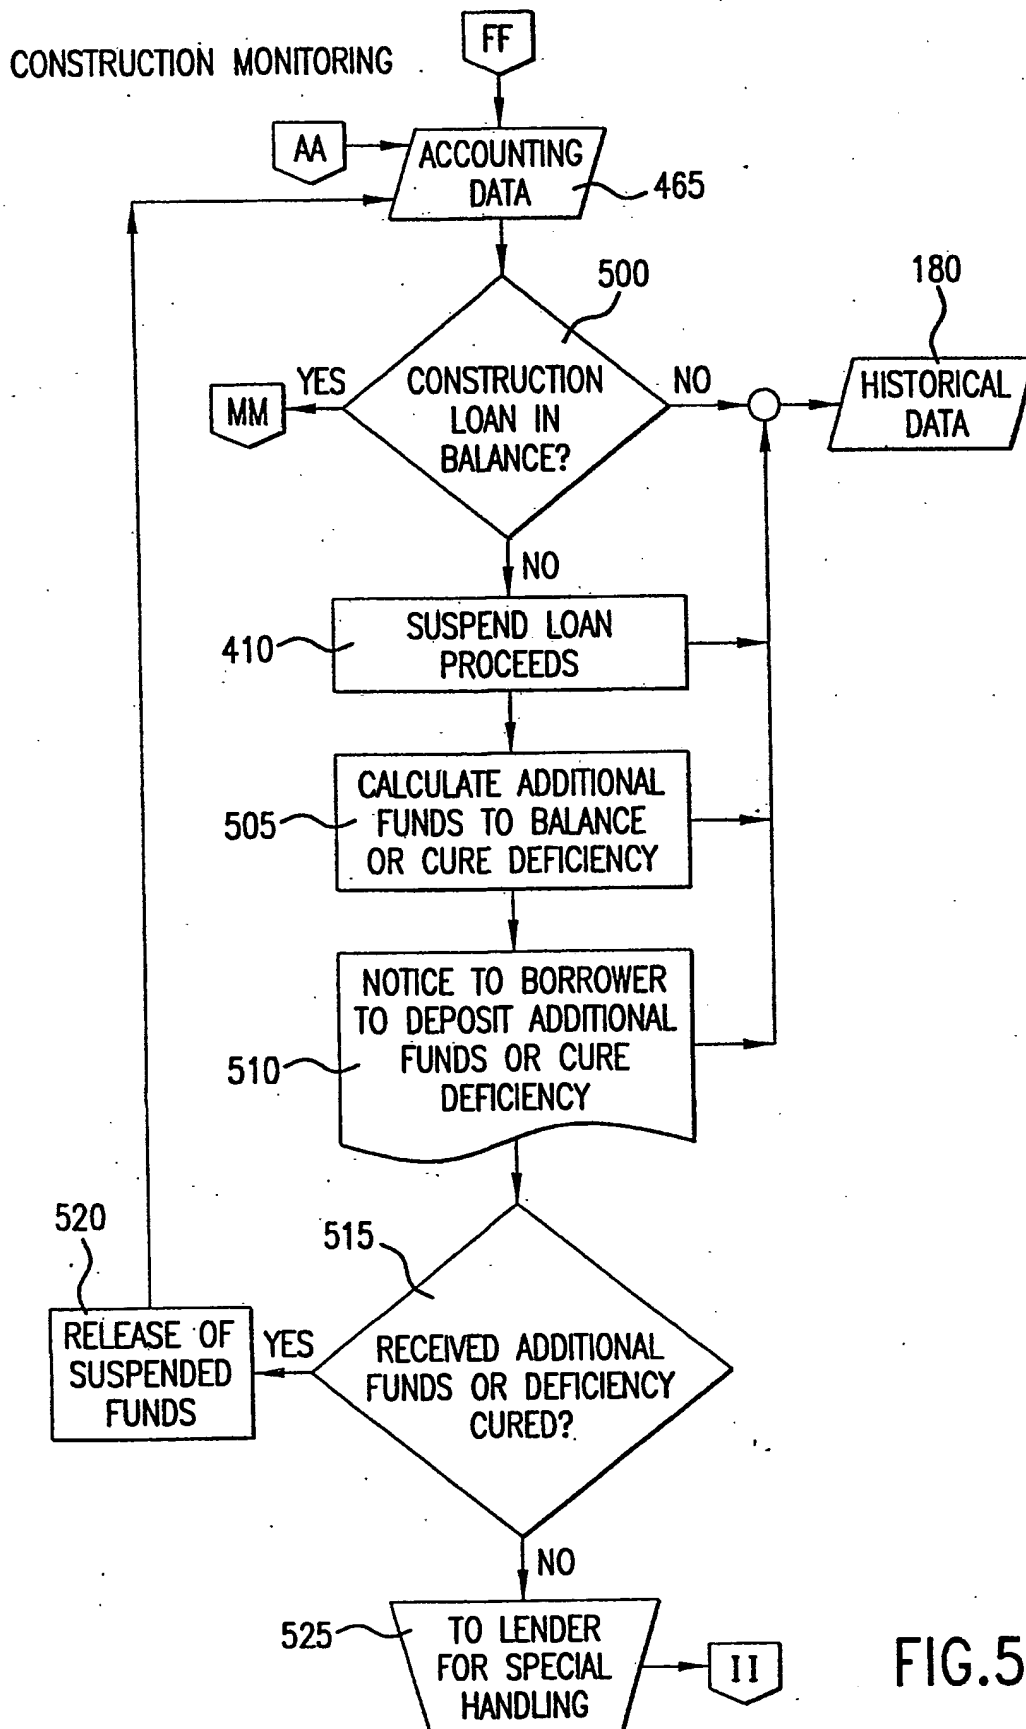 FF
CONSTRUCTION MONITORING
AA
ACCOUNTING
DATA
465
500
180
YES
CONSTRUCTION
LOAN IN
BALANCE?
NO
MM
HISTORICAL
DATA
NO
410
SUSPEND LOAN
PROCEEDS
505
CALCULATE ADDITIONAL
FUNDS TO BALANCE
OR CURE DEFICIENCY
510
NOTICE TO BORROWER
TO DEPOSIT ADDITIONAL
FUNDS OR CURE
DEFICIENCY
520
515
RELEASE OF
SUSPENDED
FUNDS
YES
RECEIVED ADDITIONAL
FUNDS OR DEFICIENCY
CURED?
NO
525
TO LENDER
FOR SPECIAL
HANDLING
II
FIG.5